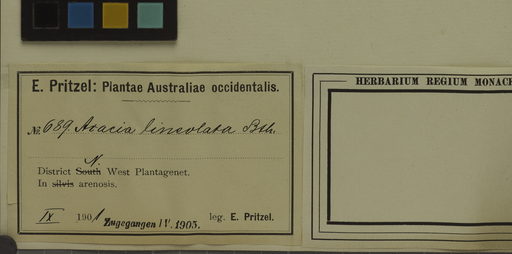 E. Pritzel: Plantae Australiae occidentalis.
№ 689. Acacia lineolata Bth.
N.
District South West Plantagenet.
In silvis arenosis.
IX 1901 Zugegangen IV. 1903. leg. E. Pritzel.
HERBARIUM REGIUM MONACE